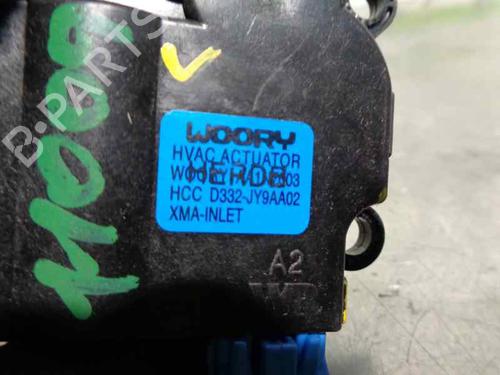 B-PARTS
WOORY
HVAC ACTUATOR
HCC D332-JY9AA02
XMA-INLET
A2